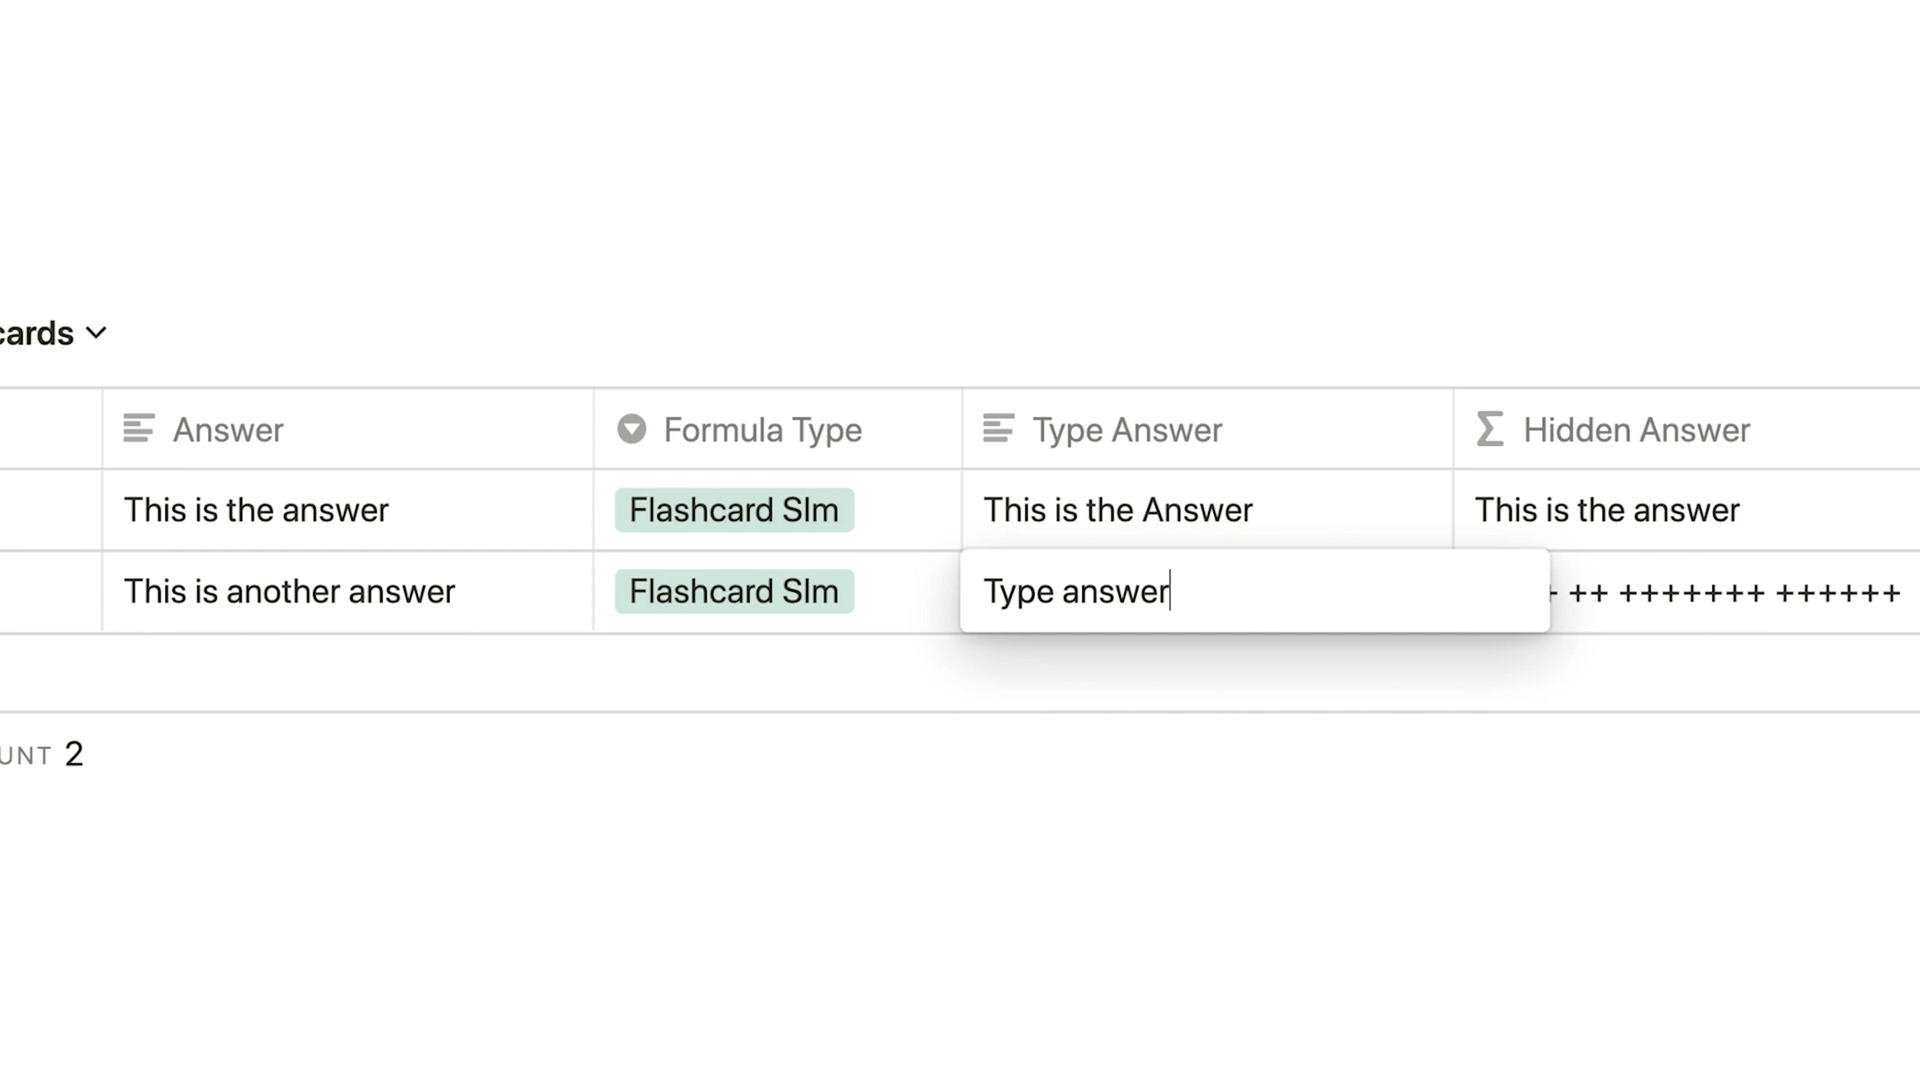 cards
Answer Formula Type Type Answer Hidden Answer
This is the answer Flashcard Slm This is the Answer This is the answer
This is another answer Flashcard Slm Type answer ++ +++++++ ++++++
UNT 2